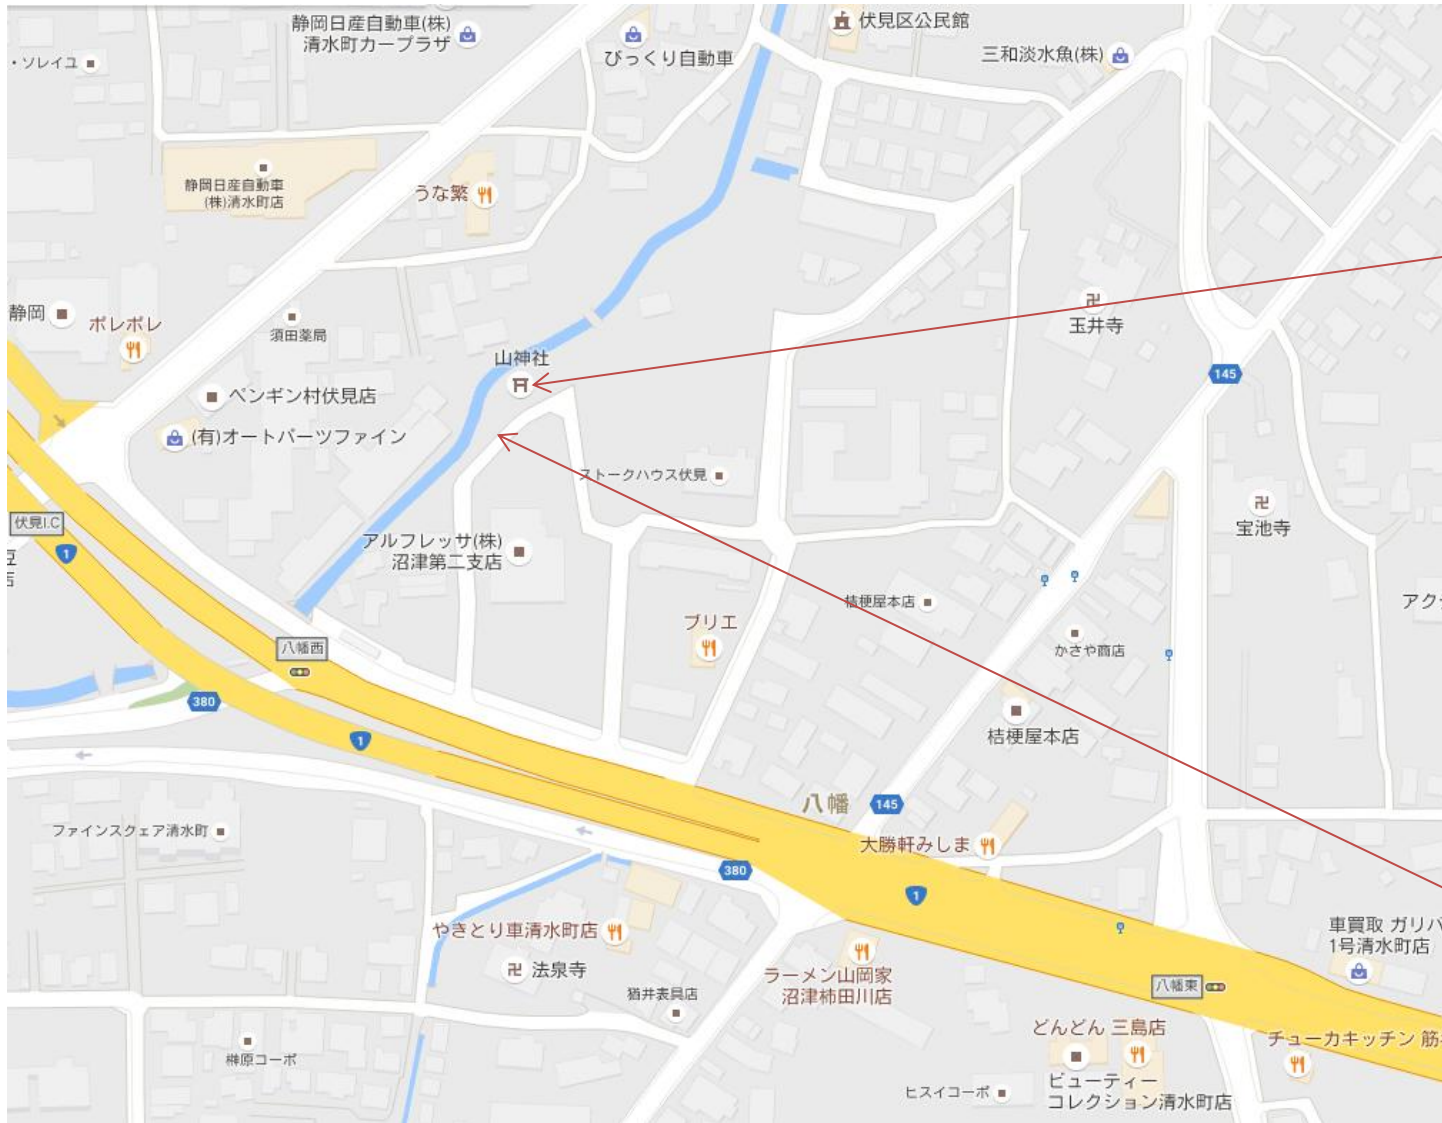 静岡日産自動車(株)
清水町カープラザ
びっくり自動車
伏見区公民館
三和淡水魚(株)
・ソレイユ
静岡日産自動車
(株)清水町店
うな繁
静岡
ポレポレ
須田薬局
山神社
玉井寺
145
ペンギン村伏見店
(有)オートパーツファイン
ストークハウス伏見
宝池寺
伏見I.C
1
アルフレッサ(株)
沼津第二支店
桔梗屋本店
アク
ブリエ
かさや商店
八幡西
380
1
桔梗屋本店
八幡
145
ファインスクェア清水町
大勝軒みしま
380
1
やきとり車清水町店
法泉寺
ラーメン山岡家
沼津柿田川店
車買取 ガリバ
1号清水町店
八幡東
榊原コーポ
どんどん 三島店
チューカキッチン 筋
ビューティー
コレクション清水町店
ヒスイコーポ